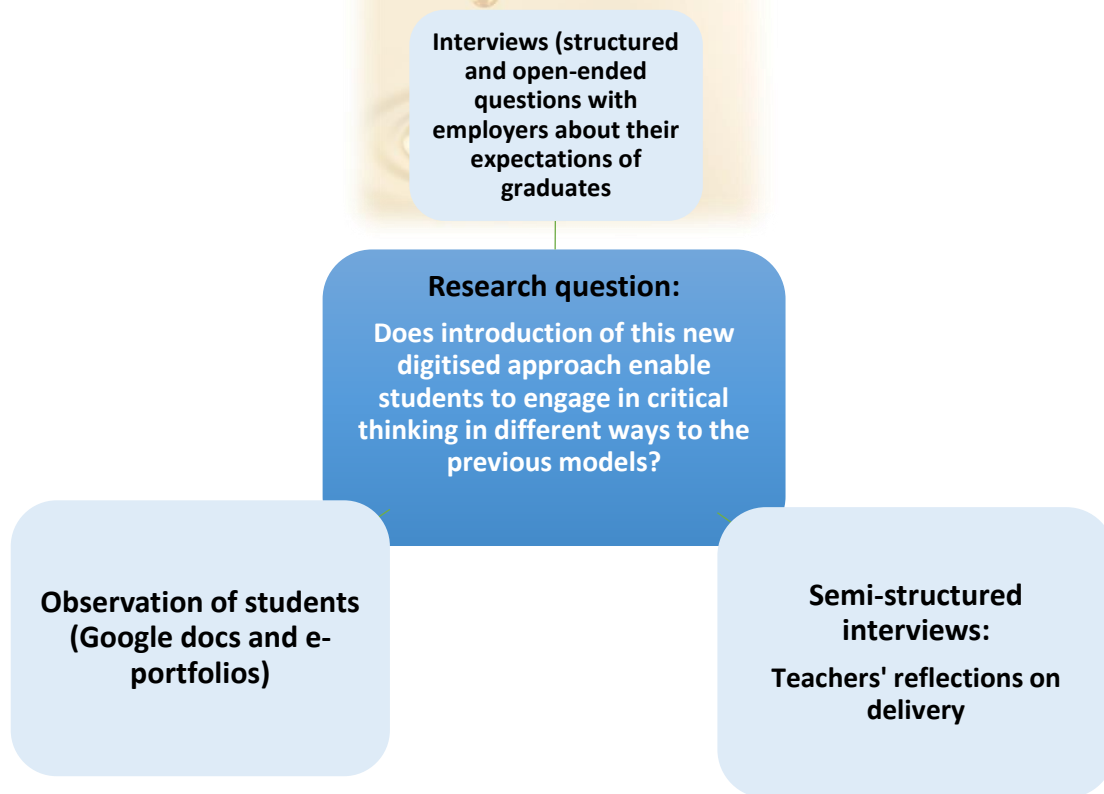 Interviews (structured
and open-ended
questions with
employers about their
expectations of
graduates
Research question:
Does introduction of this new
digitised approach enable
students to engage in critical
thinking in different ways to the
previous models?
Observation of students
(Google docs and e-
portfolios)
Semi-structured
interviews:
Teachers' reflections on
delivery